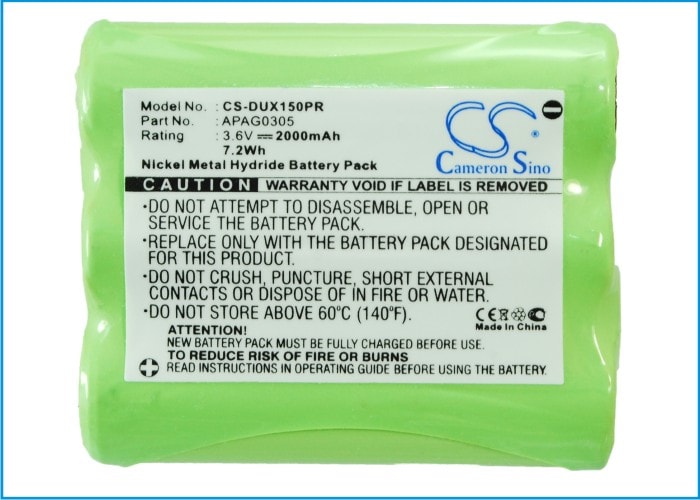 Model No. : CS-DUX150PR
Part No. : APAG0305
Rating : 3.6V 2000mAh
7.2Wh
Nickel Metal Hydride Battery Pack
CS
Cameron Sino
CAUTION WARRANTY VOID IF LABEL IS REMOVED
•DO NOT ATTEMPT TO DISASSEMBLE, OPEN OR
SERVICE THE BATTERY PACK.
•REPLACE ONLY WITH THE BATTERY PACK DESIGNATED
FOR THIS PRODUCT.
•DO NOT CRUSH, PUNCTURE, SHORT EXTERNAL
CONTACTS OR DISPOSE OF IN FIRE OR WATER.
•DO NOT STORE ABOVE 60°C (140°F).
CE
Made In China
ATTENTION!
NEW BATTERY PACK MUST BE FULLY CHARGED BEFORE USE.
TO REDUCE RISK OF FIRE OR BURNS
READ INSTRUCTIONS IN OPERATING GUIDE BEFORE USING THE BATTERY.